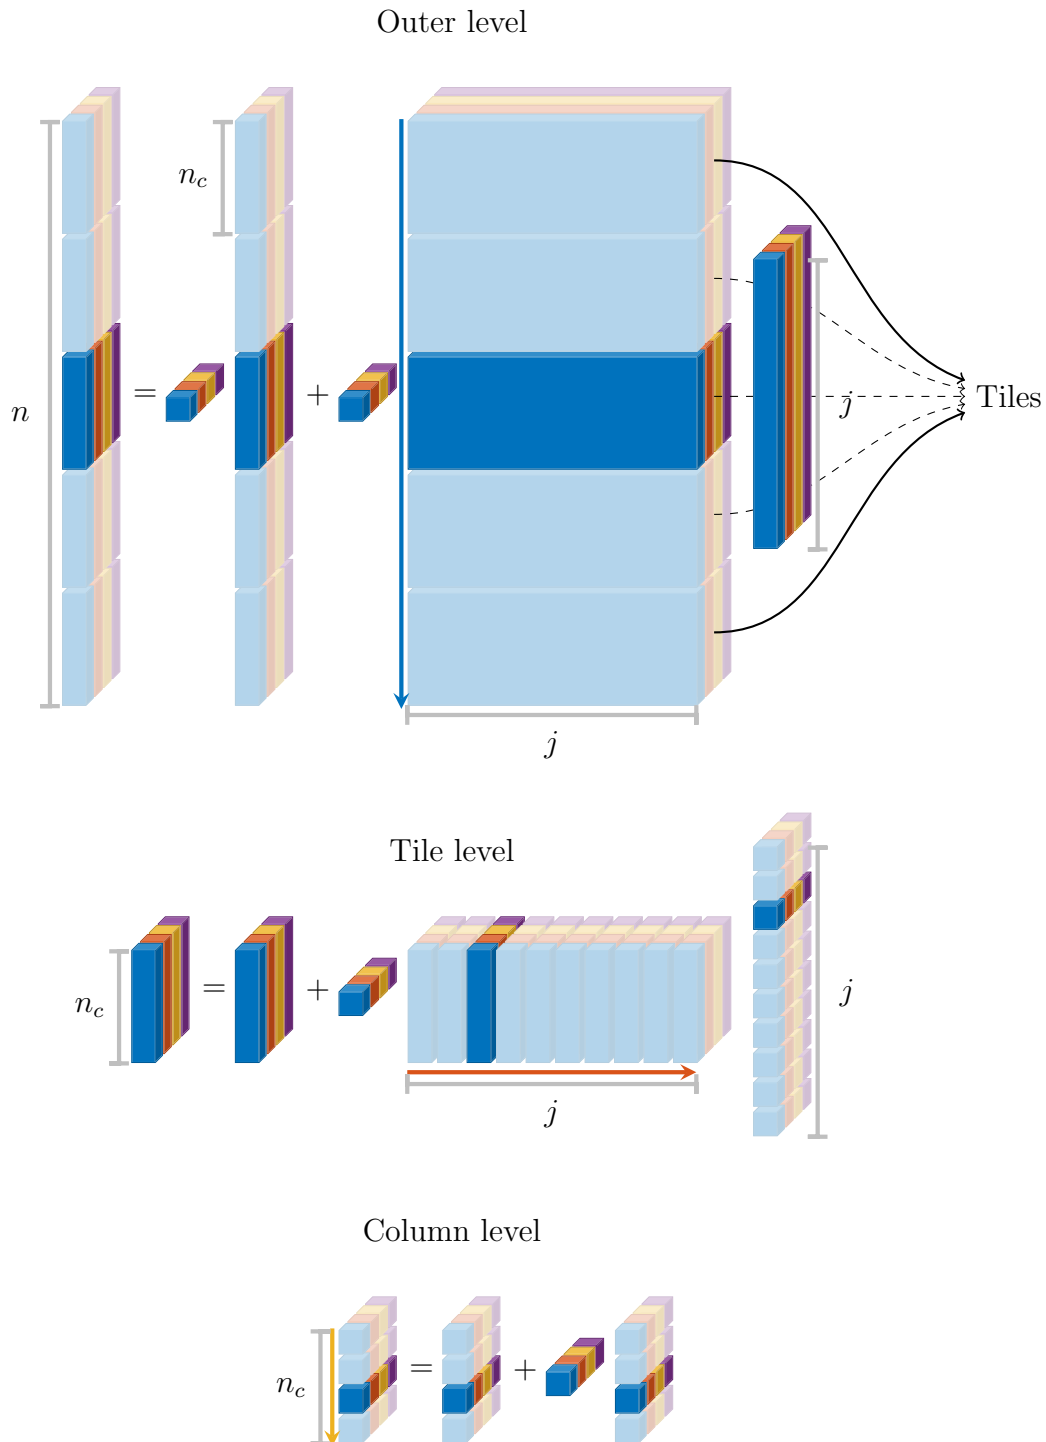 Outer level
n_c
n = + j Tiles
j
Tile level
n_c = + j
j
Column level
n_c = +